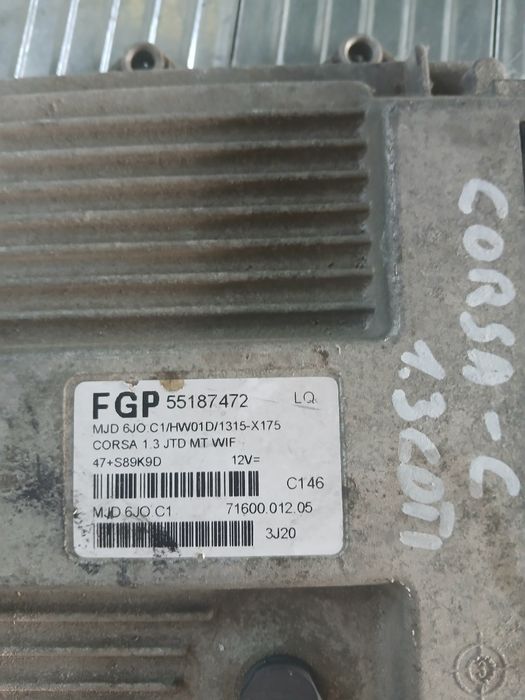 FGP 55187472 LQ
MJD 6JO C1/HW01D/1315-X175
CORSA 1.3 JTD MT WIF
47+S89K9D 12V=
C146
MJD 6JO C1 71600.012.05
3J20
CORSA-C
1.3CDTI